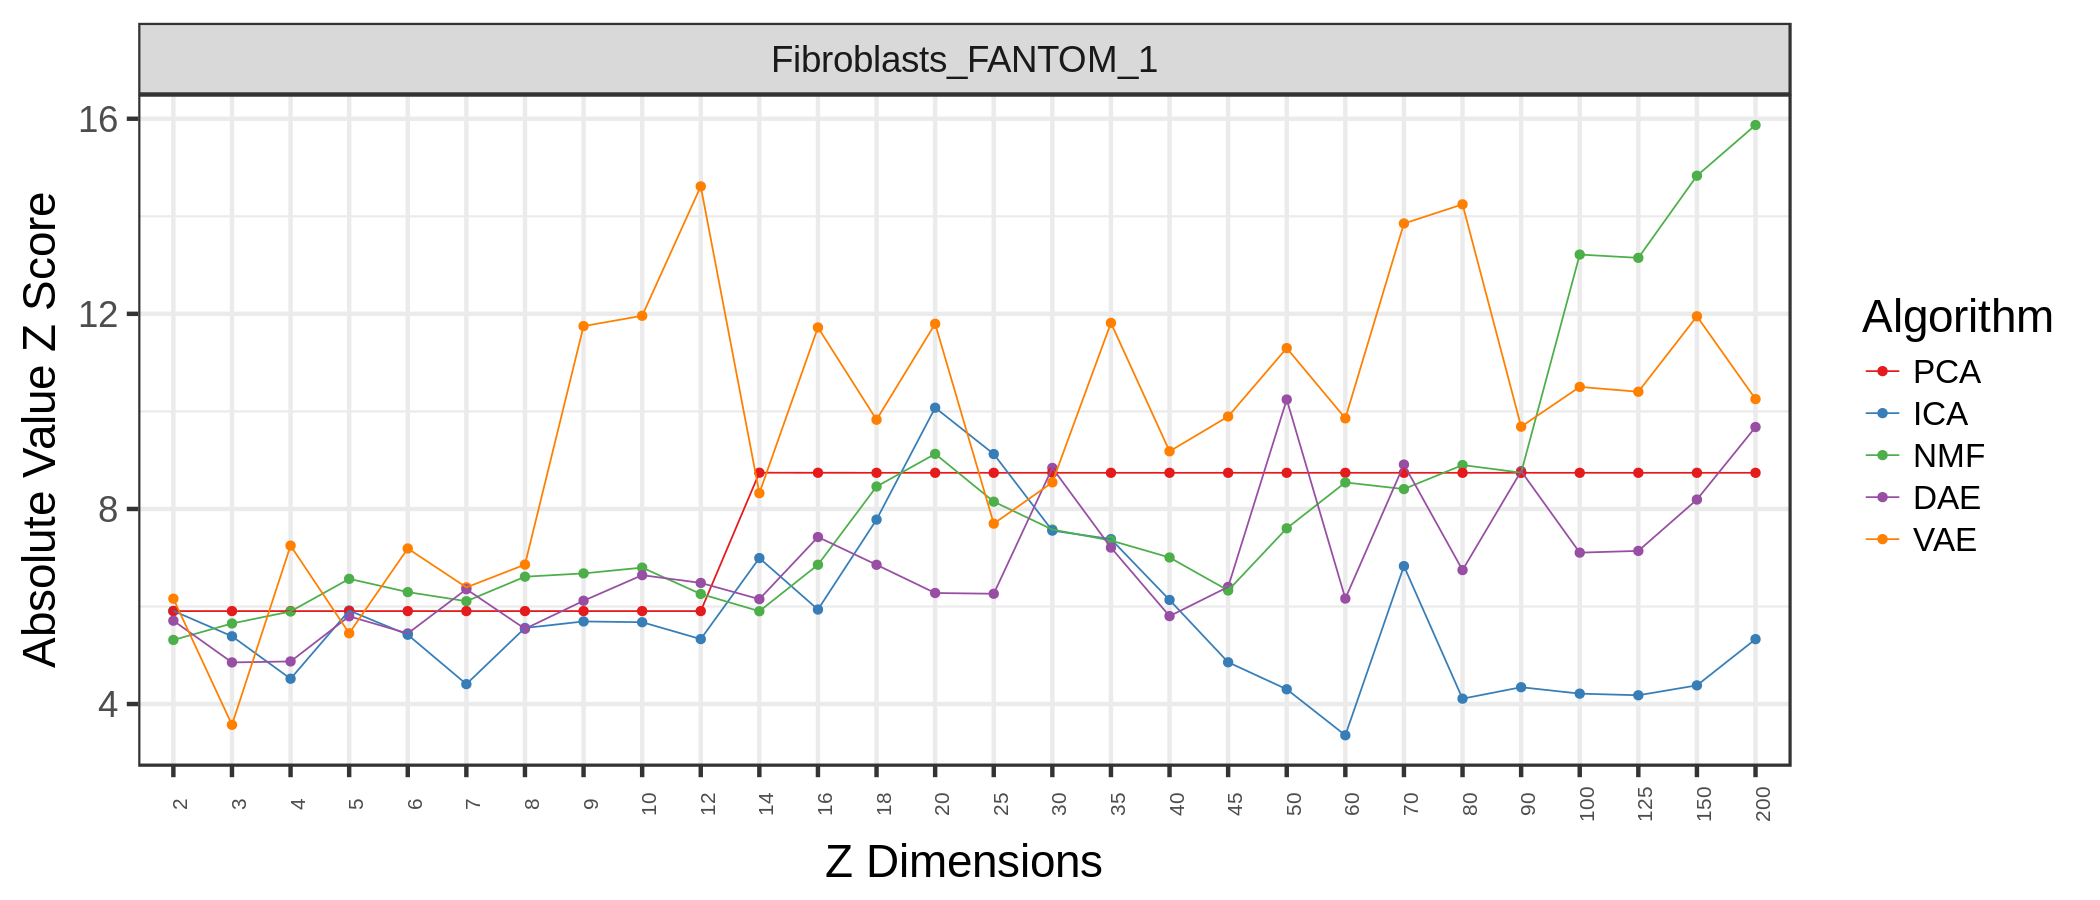 Fibroblasts_FANTOM_1
Absolute Value Z Score
16
12
8
4
2 3 4 5 6 7 8 9 10 12 14 16 18 20 25 30 35 40 45 50 60 70 80 90 100 125 150 200
Z Dimensions
Algorithm
PCA
ICA
NMF
DAE
VAE